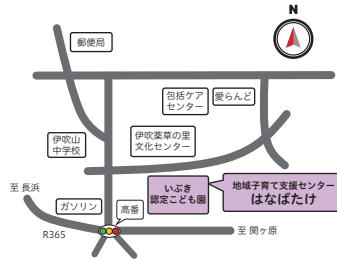 N
郵便局
包括ケア
センター
愛らんど
伊吹山
中学校
伊吹薬草の里
文化センター
至 長浜
いぶき
認定こども園
地域子育て支援センター
はなばたけ
ガソリン
高番
R365
至 関ヶ原